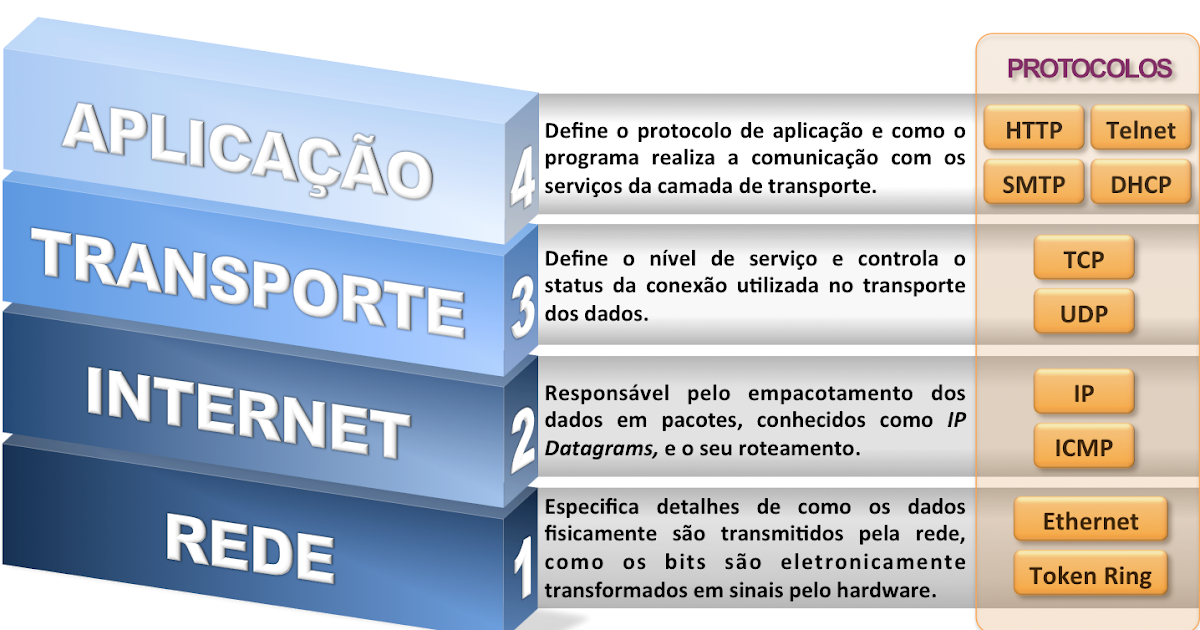 PROTOCOLOS
APLICAÇÃO
4
Define o protocolo de aplicação e como o
programa realiza a comunicação com os
serviços da camada de transporte.
HTTP
Telnet
SMTP
DHCP
TRANSPORTE
3
Define o nível de serviço e controla o
status da conexão utilizada no transporte
dos dados.
TCP
UDP
INTERNET
2
Responsável pelo empacotamento dos
dados em pacotes, conhecidos como IP
Datagrams, e o seu roteamento.
IP
ICMP
REDE
1
Especifica detalhes de como os dados
fisicamente são transmitidos pela rede,
como os bits são eletronicamente
transformados em sinais pelo hardware.
Ethernet
Token Ring